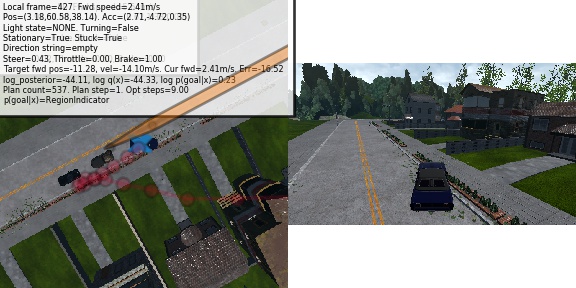 Local frame=427: Fwd speed=2.41m/s
Pos=(3.18,60.58,38.14). Acc=(2.71,-4.72,0.35)
Light state=NONE. Turning=False
Stationary=True. Stuck=True
Direction string=empty
Steer=0.43, Throttle=0.00, Brake=1.00
Target fwd pos=-11.28, vel=-14.10m/s. Cur fwd=2.41m/s, Err=-16.52
log_posterior=-44.11, log q(x)=-44.33, log p(goal|x)=0.23
Plan count=537. Plan step=1. Opt steps=9.00
p(goal|x)=RegionIndicator